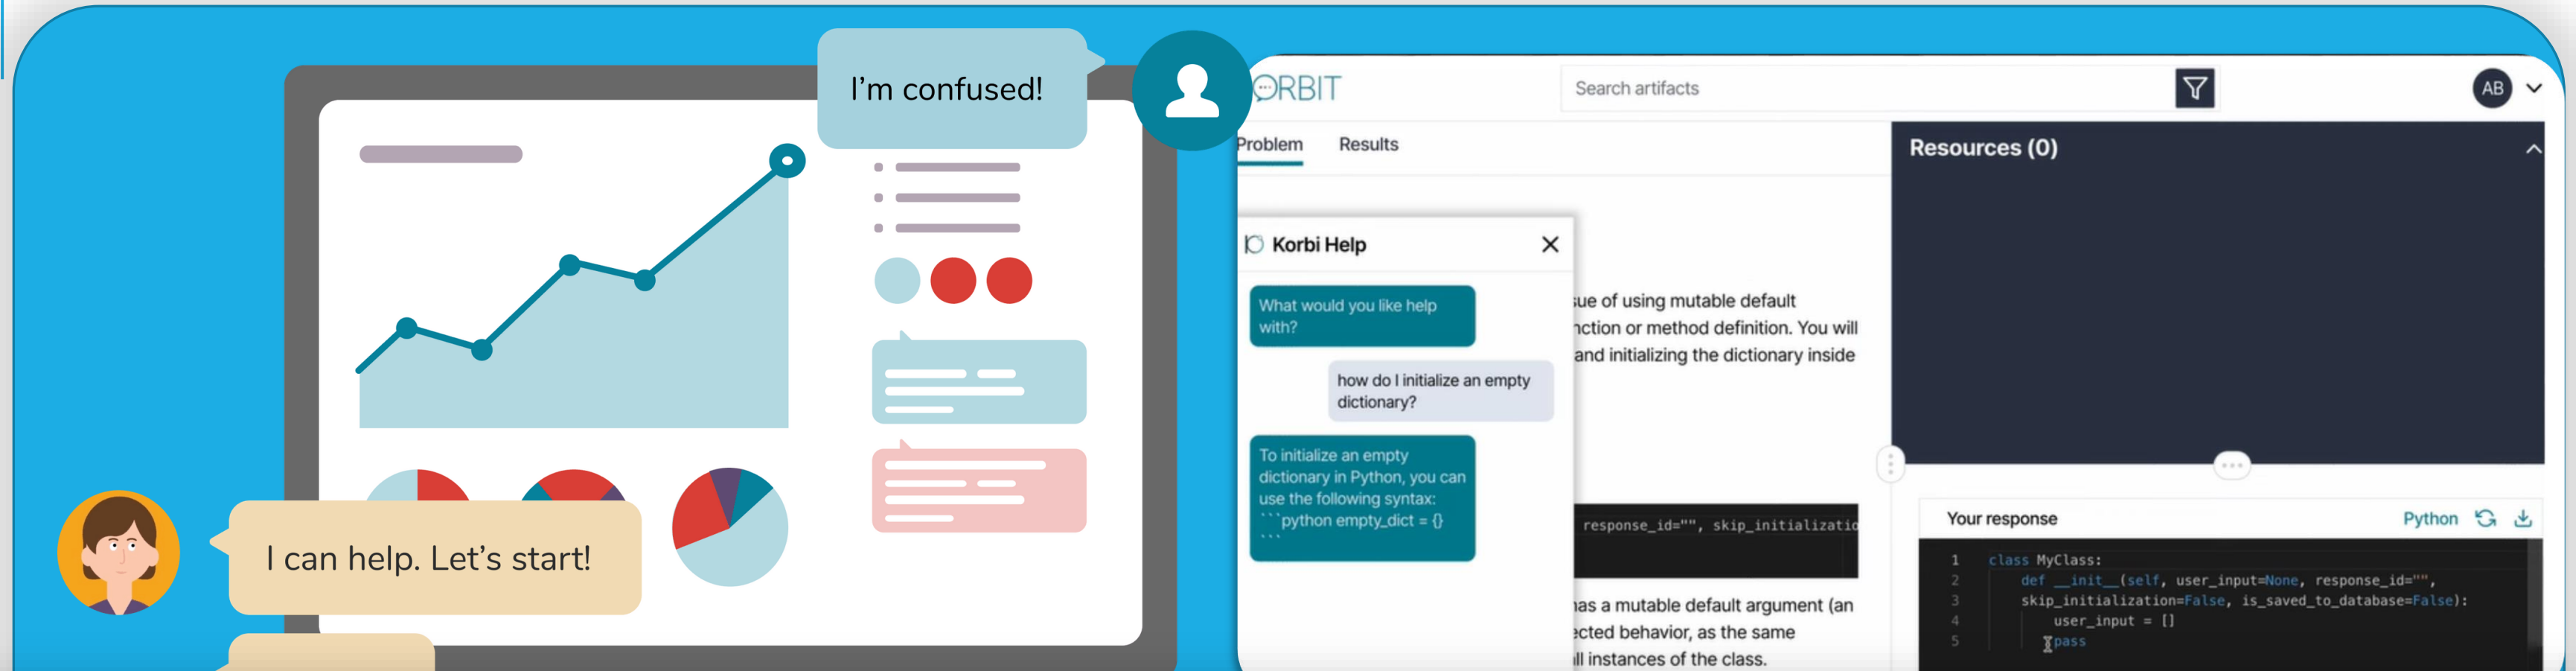 I'm confused!
I can help. Let's start!
ORBIT
Search artifacts
AB
Problem
Results
Resources (0)
Korbi Help
What would you like help
with?
how do I initialize an empty
dictionary?
To initialize an empty
dictionary in Python, you can
use the following syntax:
```python empty_dict = {}
```
of using mutable default
or method definition. You will
and initializing the dictionary inside
response_id="", skip_initializatio
has a mutable default argument (an
behavior, as the same
instances of the class.
Your response
Python
1 class MyClass:
2 def __init__(self, user_input=None, response_id="",
3 skip_initialization=False, is_saved_to_database=False):
4 user_input = []
5 pass